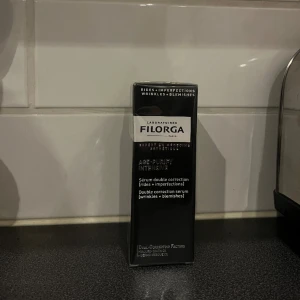 RIDES + IMPERFECTIONS
WRINKLES + BLEMISHES
LABORATOIRES
FILORGA
PARIS
AGE-PURIFY
INTENSIVE
Sérum double correction
[rides + imperfections]
Double correction serum
[wrinkles + blemishes]